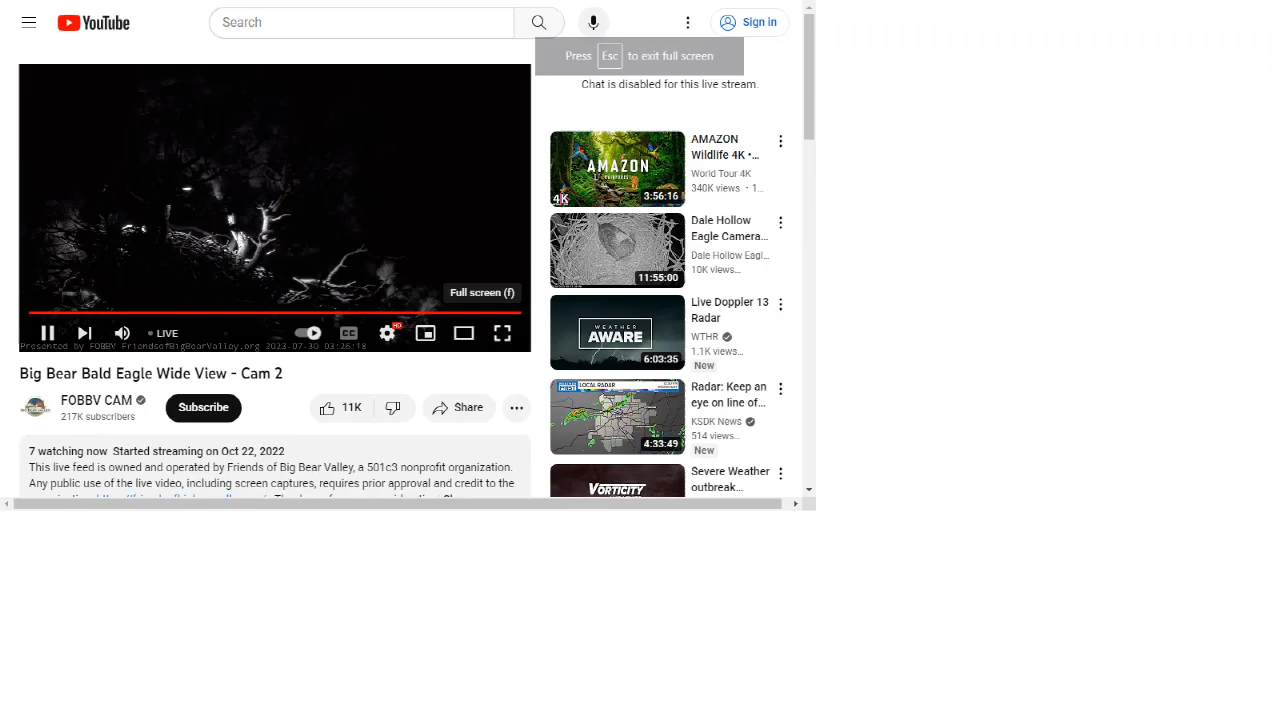 YouTube
Search
Sign in
Press Esc to exit full screen
Chat is disabled for this live stream.
Full screen (f)
LIVE
CC
HD
Presented by FOBBV FriendsofBigBearValley.org 2023-07-30 03:26:18
Big Bear Bald Eagle Wide View - Cam 2
FOBBV CAM
217K subscribers
Subscribe
11K
Share
7 watching now Started streaming on Oct 22, 2022
This live feed is owned and operated by Friends of Big Bear Valley, a 501c3 nonprofit organization.
Any public use of the live video, including screen captures, requires prior approval and credit to the
AMAZON
4K
3:56:16
AMAZON
Wildlife 4K •...
World Tour 4K
340K views • 1...
11:55:00
Dale Hollow
Eagle Camera...
Dale Hollow Eagl...
10K views...
WEATHER
AWARE
6:03:35
Live Doppler 13
Radar
WTHR
1.1K views...
New
LOCAL RADAR
4:33:49
Radar: Keep an
eye on line of...
KSDK News
514 views...
New
VORTICITY
Severe Weather
outbreak...